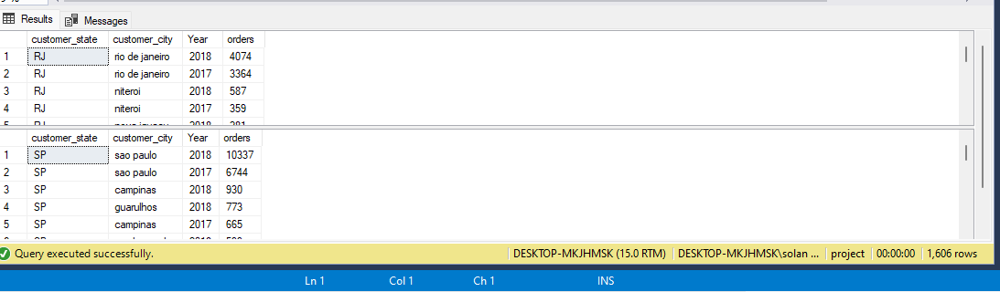 Results Messages
customer_state customer_city Year orders
1 RJ rio de janeiro 2018 4074
2 RJ rio de janeiro 2017 3364
3 RJ niteroi 2018 587
4 RJ niteroi 2017 359
5 RJ 2018 381
customer_state customer_city Year orders
1 SP sao paulo 2018 10337
2 SP sao paulo 2017 6744
3 SP campinas 2018 930
4 SP guarulhos 2018 773
5 SP campinas 2017 665
Query executed successfully. DESKTOP-MKJHMSK (15.0 RTM) DESKTOP-MKJHMSK\solan ... project 00:00:00 1,606 rows
Ln 1 Col 1 Ch 1 INS